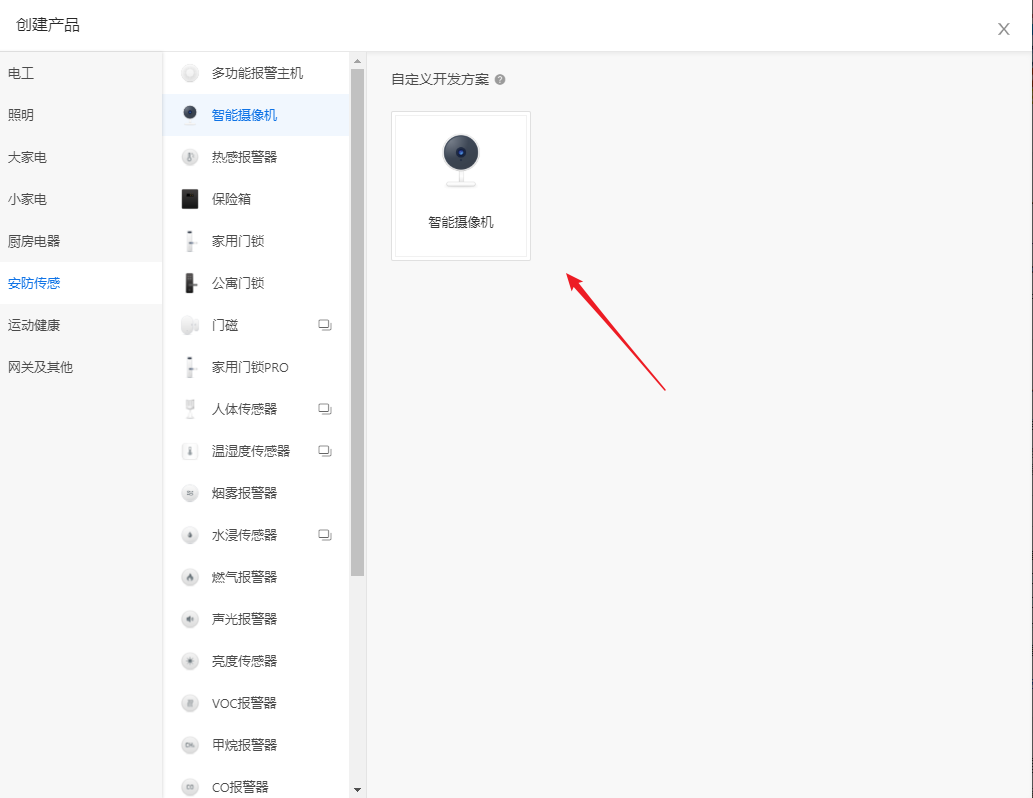 创建产品
X
电工
照明
大家电
小家电
厨房电器
安防传感
运动健康
网关及其他
多功能报警主机
智能摄像机
热感报警器
保险箱
家用门锁
公寓门锁
门磁
家用门锁PRO
人体传感器
温湿度传感器
烟雾报警器
水浸传感器
燃气报警器
声光报警器
亮度传感器
VOC报警器
甲烷报警器
CO报警器
自定义开发方案 ?
智能摄像机